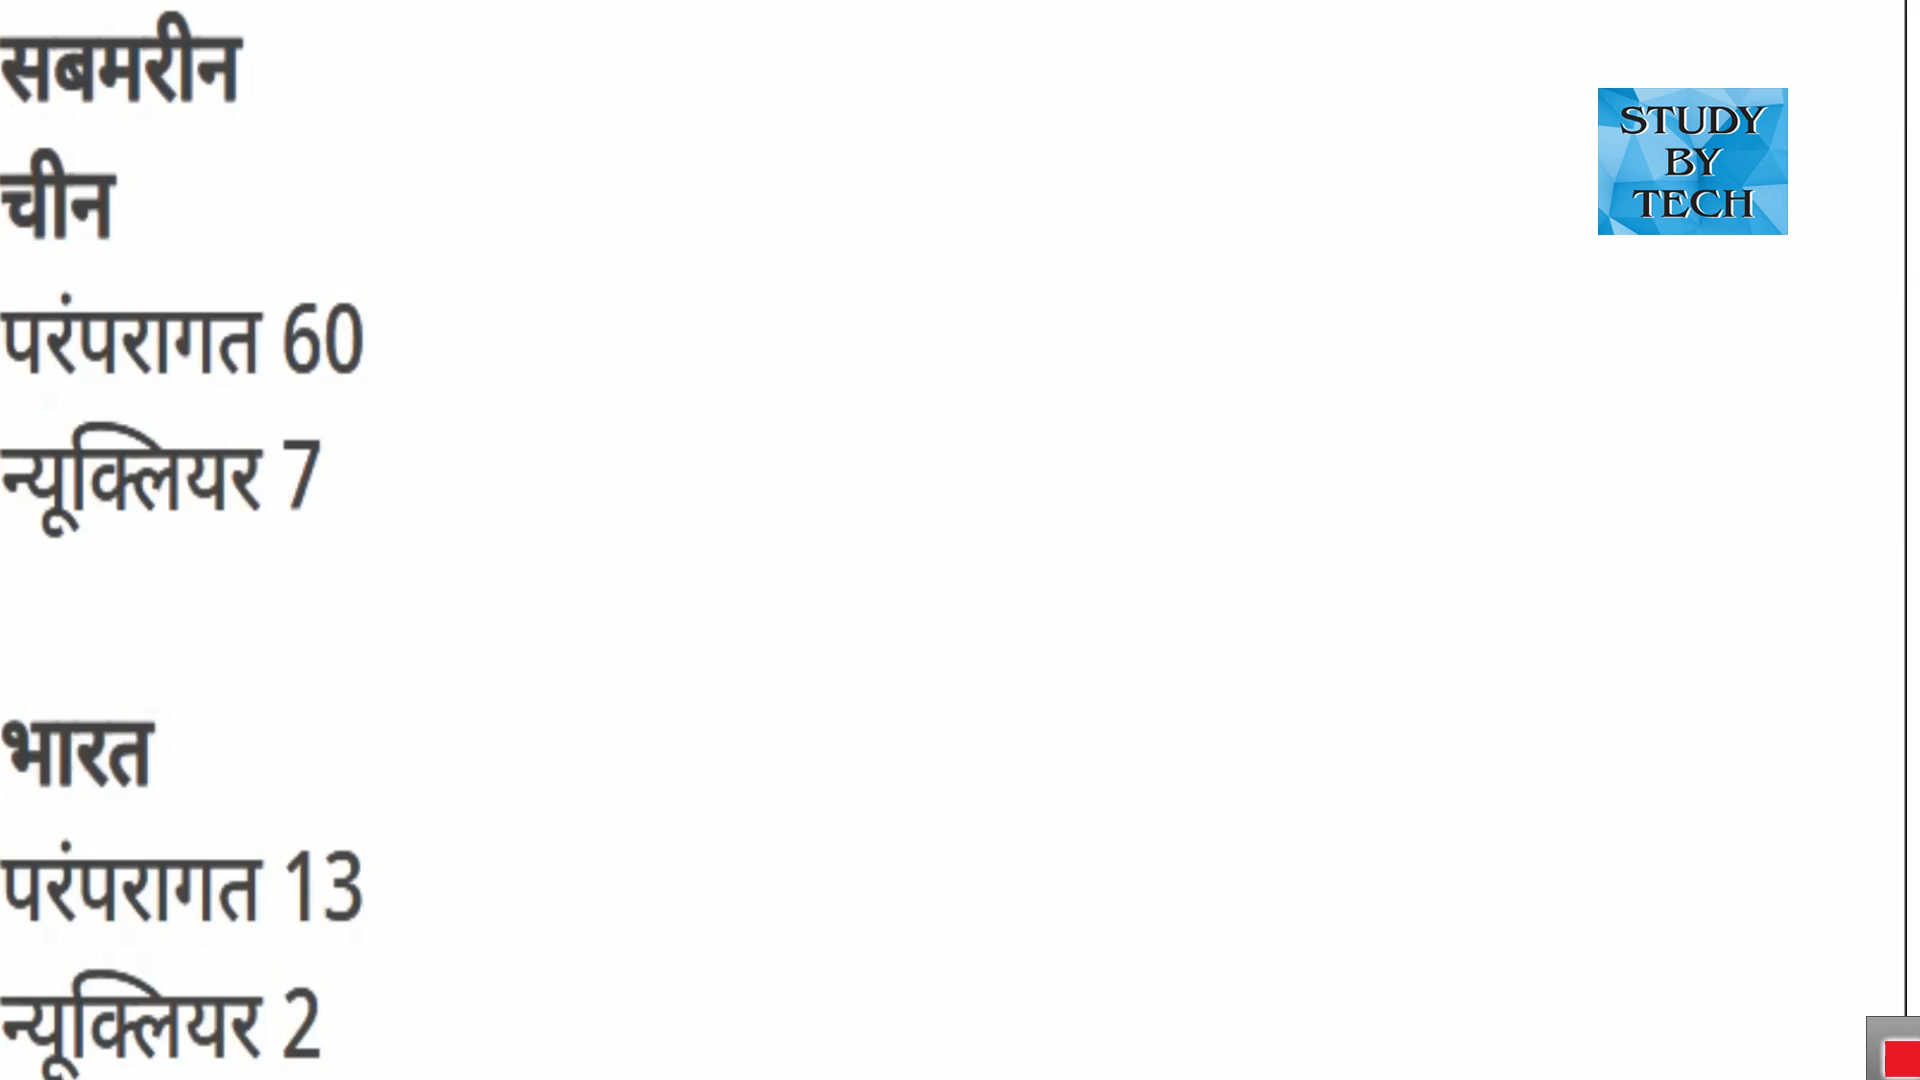 सबमरीन
चीन
परंपरागत 60
न्यूक्लियर 7
भारत
परंपरागत 13
न्यूक्लियर 2
STUDY
BY
TECH